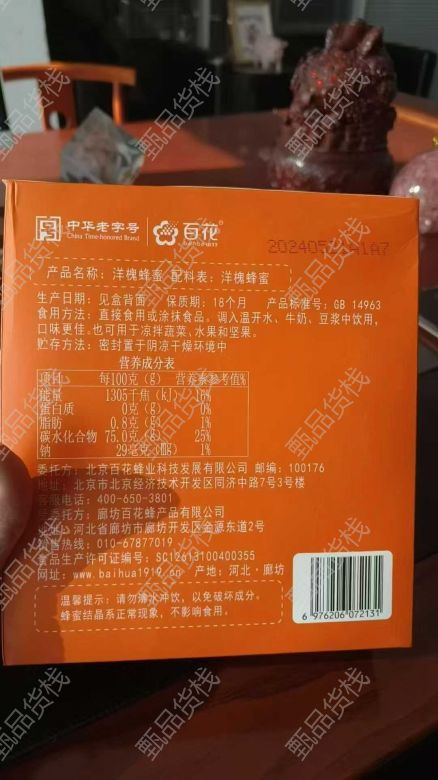 中华老字号
China Time-honored Brand
百花
BAIHUA1919
20240521A1A7
产品名称：洋槐蜂蜜 配料表：洋槐蜂蜜
生产日期：见盒背面 保质期：18个月 产品标准号：GB 14963
食用方法：直接食用或涂抹食品。调入温开水、牛奶、豆浆中饮用，
口味更佳。也可用于凉拌蔬菜、水果和坚果。
贮存方法：密封置于阴凉干燥环境中
营养成分表
项目 每100克(g) 营养素参考值%
能量 1305千焦(kJ) 16%
蛋白质 0克(g) 0%
脂肪 0.8克(g) 1%
碳水化合物 75.0克(g) 25%
钠 29毫克(mg) 1%
委托方：北京百花蜂业科技发展有限公司 邮编：100176
地址：北京市北京经济技术开发区同济中路7号3号楼
客服电话：400-650-3801
受委托方：廊坊百花蜂产品有限公司
地址：河北省廊坊市廊坊开发区金源东道2号
销售热线：010-67877019
食品生产许可证编号：SC12613100400355
网址：www.baihua1919.cn 产地：河北·廊坊
温馨提示：请勿沸水冲饮，以免破坏成分。
蜂蜜结晶系正常现象，不影响食用。
6 976206 072131
甄品货栈